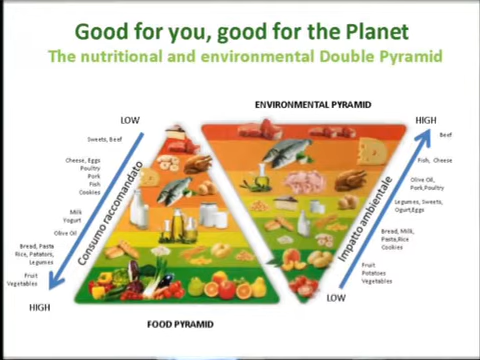 Good for you, good for the Planet
The nutritional and environmental Double Pyramid
ENVIRONMENTAL PYRAMID
LOW
HIGH
Sweets, Beef
Cheese, Eggs
Poultry
Pork
Fish
Cookies
Milk
Yogurt
Olive Oil
Bread, Pasta
Rice, Patators,
Legumes
Fruit
Vegetables
HIGH
Consumo raccomandato
Impatto ambientale
Beef
Fish, Cheese
Olive Oil,
Pork,Poultry
Legumes, Sweets,
Ogurt,Eggs
Bread, Milk,
Pasta,Rice
Cookies
Fruit
Potatoes
Vegetables
LOW
FOOD PYRAMID